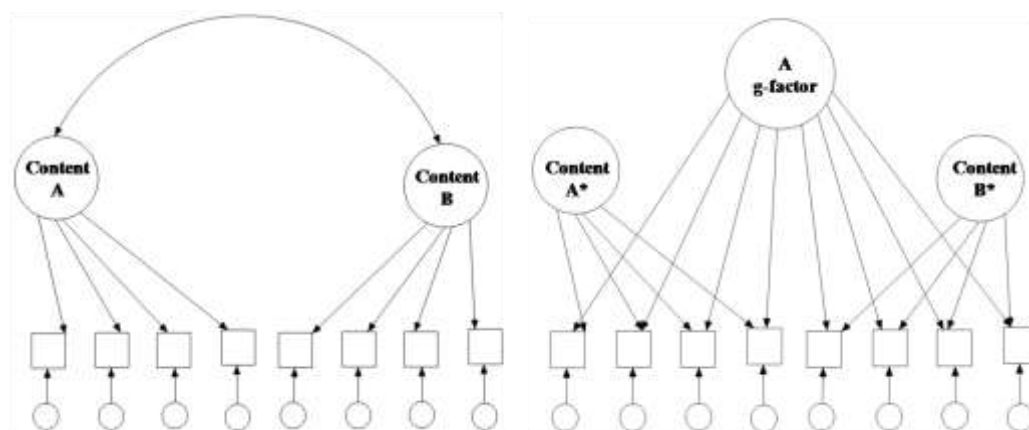 Content
A
Content
B
A
g-factor
Content
A*
Content
B*